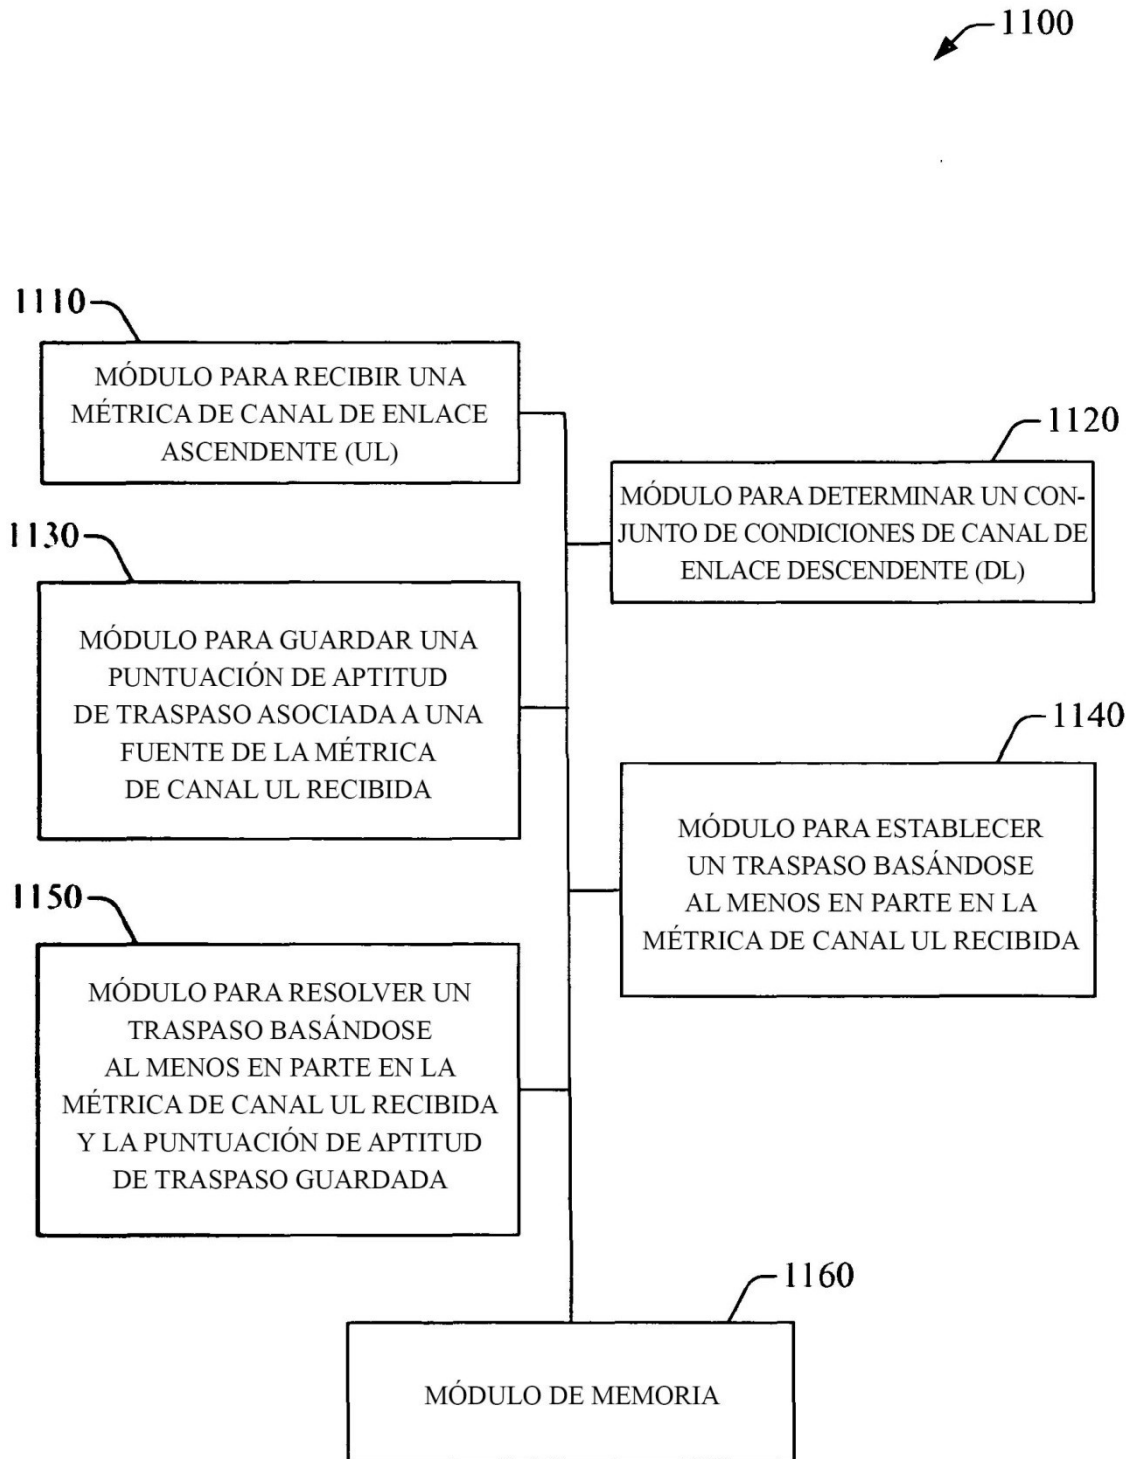 1100
1110
MÓDULO PARA RECIBIR UNA
MÉTRICA DE CANAL DE ENLACE
ASCENDENTE (UL)
1120
MÓDULO PARA DETERMINAR UN CON-
JUNTO DE CONDICIONES DE CANAL DE
ENLACE DESCENDENTE (DL)
1130
MÓDULO PARA GUARDAR UNA
PUNTUACIÓN DE APTITUD
DE TRASPASO ASOCIADA A UNA
FUENTE DE LA MÉTRICA
DE CANAL UL RECIBIDA
1140
MÓDULO PARA ESTABLECER
UN TRASPASO BASÁNDOSE
AL MENOS EN PARTE EN LA
MÉTRICA DE CANAL UL RECIBIDA
1150
MÓDULO PARA RESOLVER UN
TRASPASO BASÁNDOSE
AL MENOS EN PARTE EN LA
MÉTRICA DE CANAL UL RECIBIDA
Y LA PUNTUACIÓN DE APTITUD
DE TRASPASO GUARDADA
1160
MÓDULO DE MEMORIA